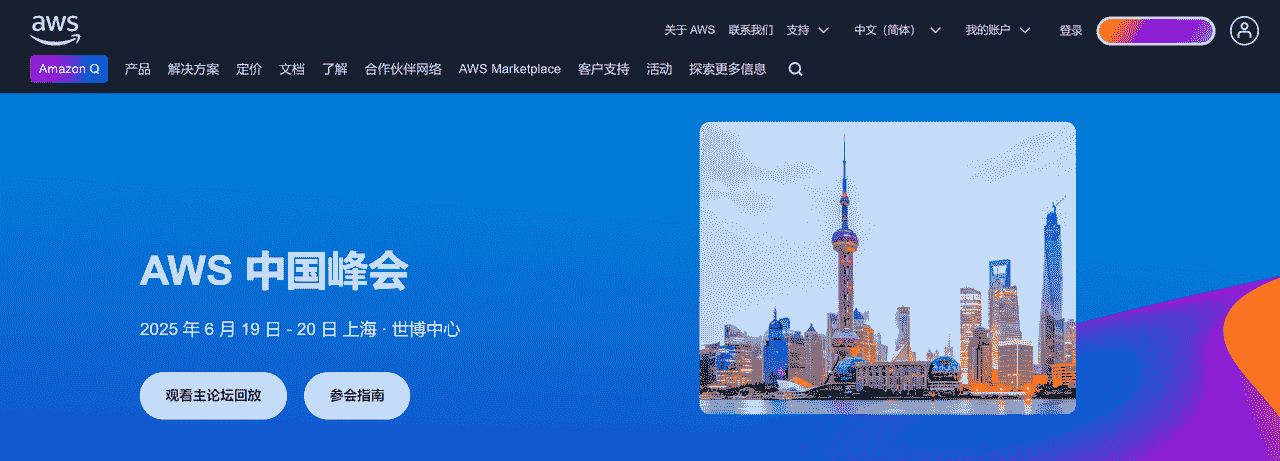 aws
关于 AWS 联系我们 支持 中文（简体） 我的账户 登录
Amazon Q 产品 解决方案 定价 文档 了解 合作伙伴网络 AWS Marketplace 客户支持 活动 探索更多信息
AWS 中国峰会
2025 年 6 月 19 日 - 20 日 上海 · 世博中心
观看主论坛回放 参会指南